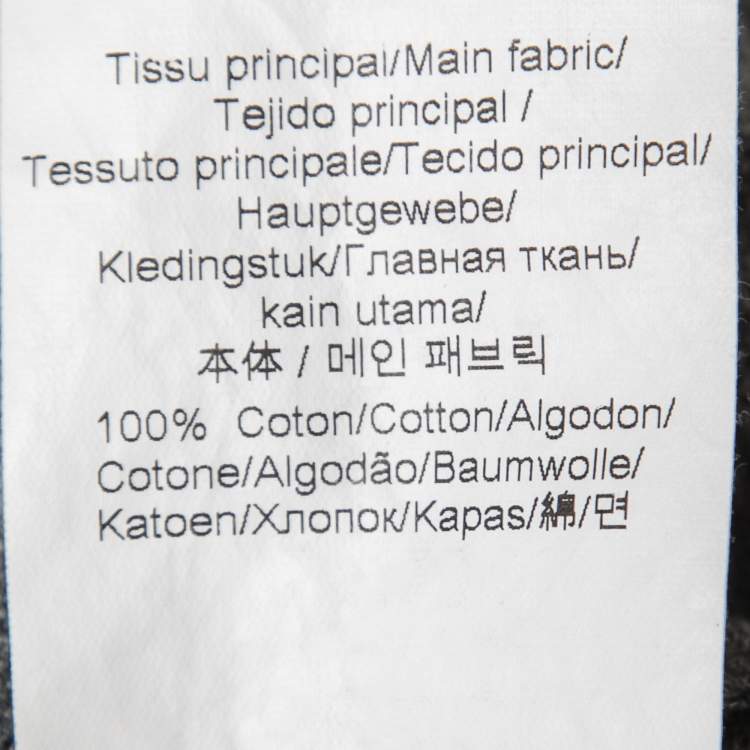 Tissu principal/Main fabric/
Tejido principal /
Tessuto principale/Tecido principal/
Hauptgewebe/
Kledingstuk/Главная ткань/
kain utama/
本体 / 메인 패브릭
100% Coton/Cotton/Algodon/
Cotone/Algodão/Baumwolle/
Katoen/Хлопок/Kapas/綿/면